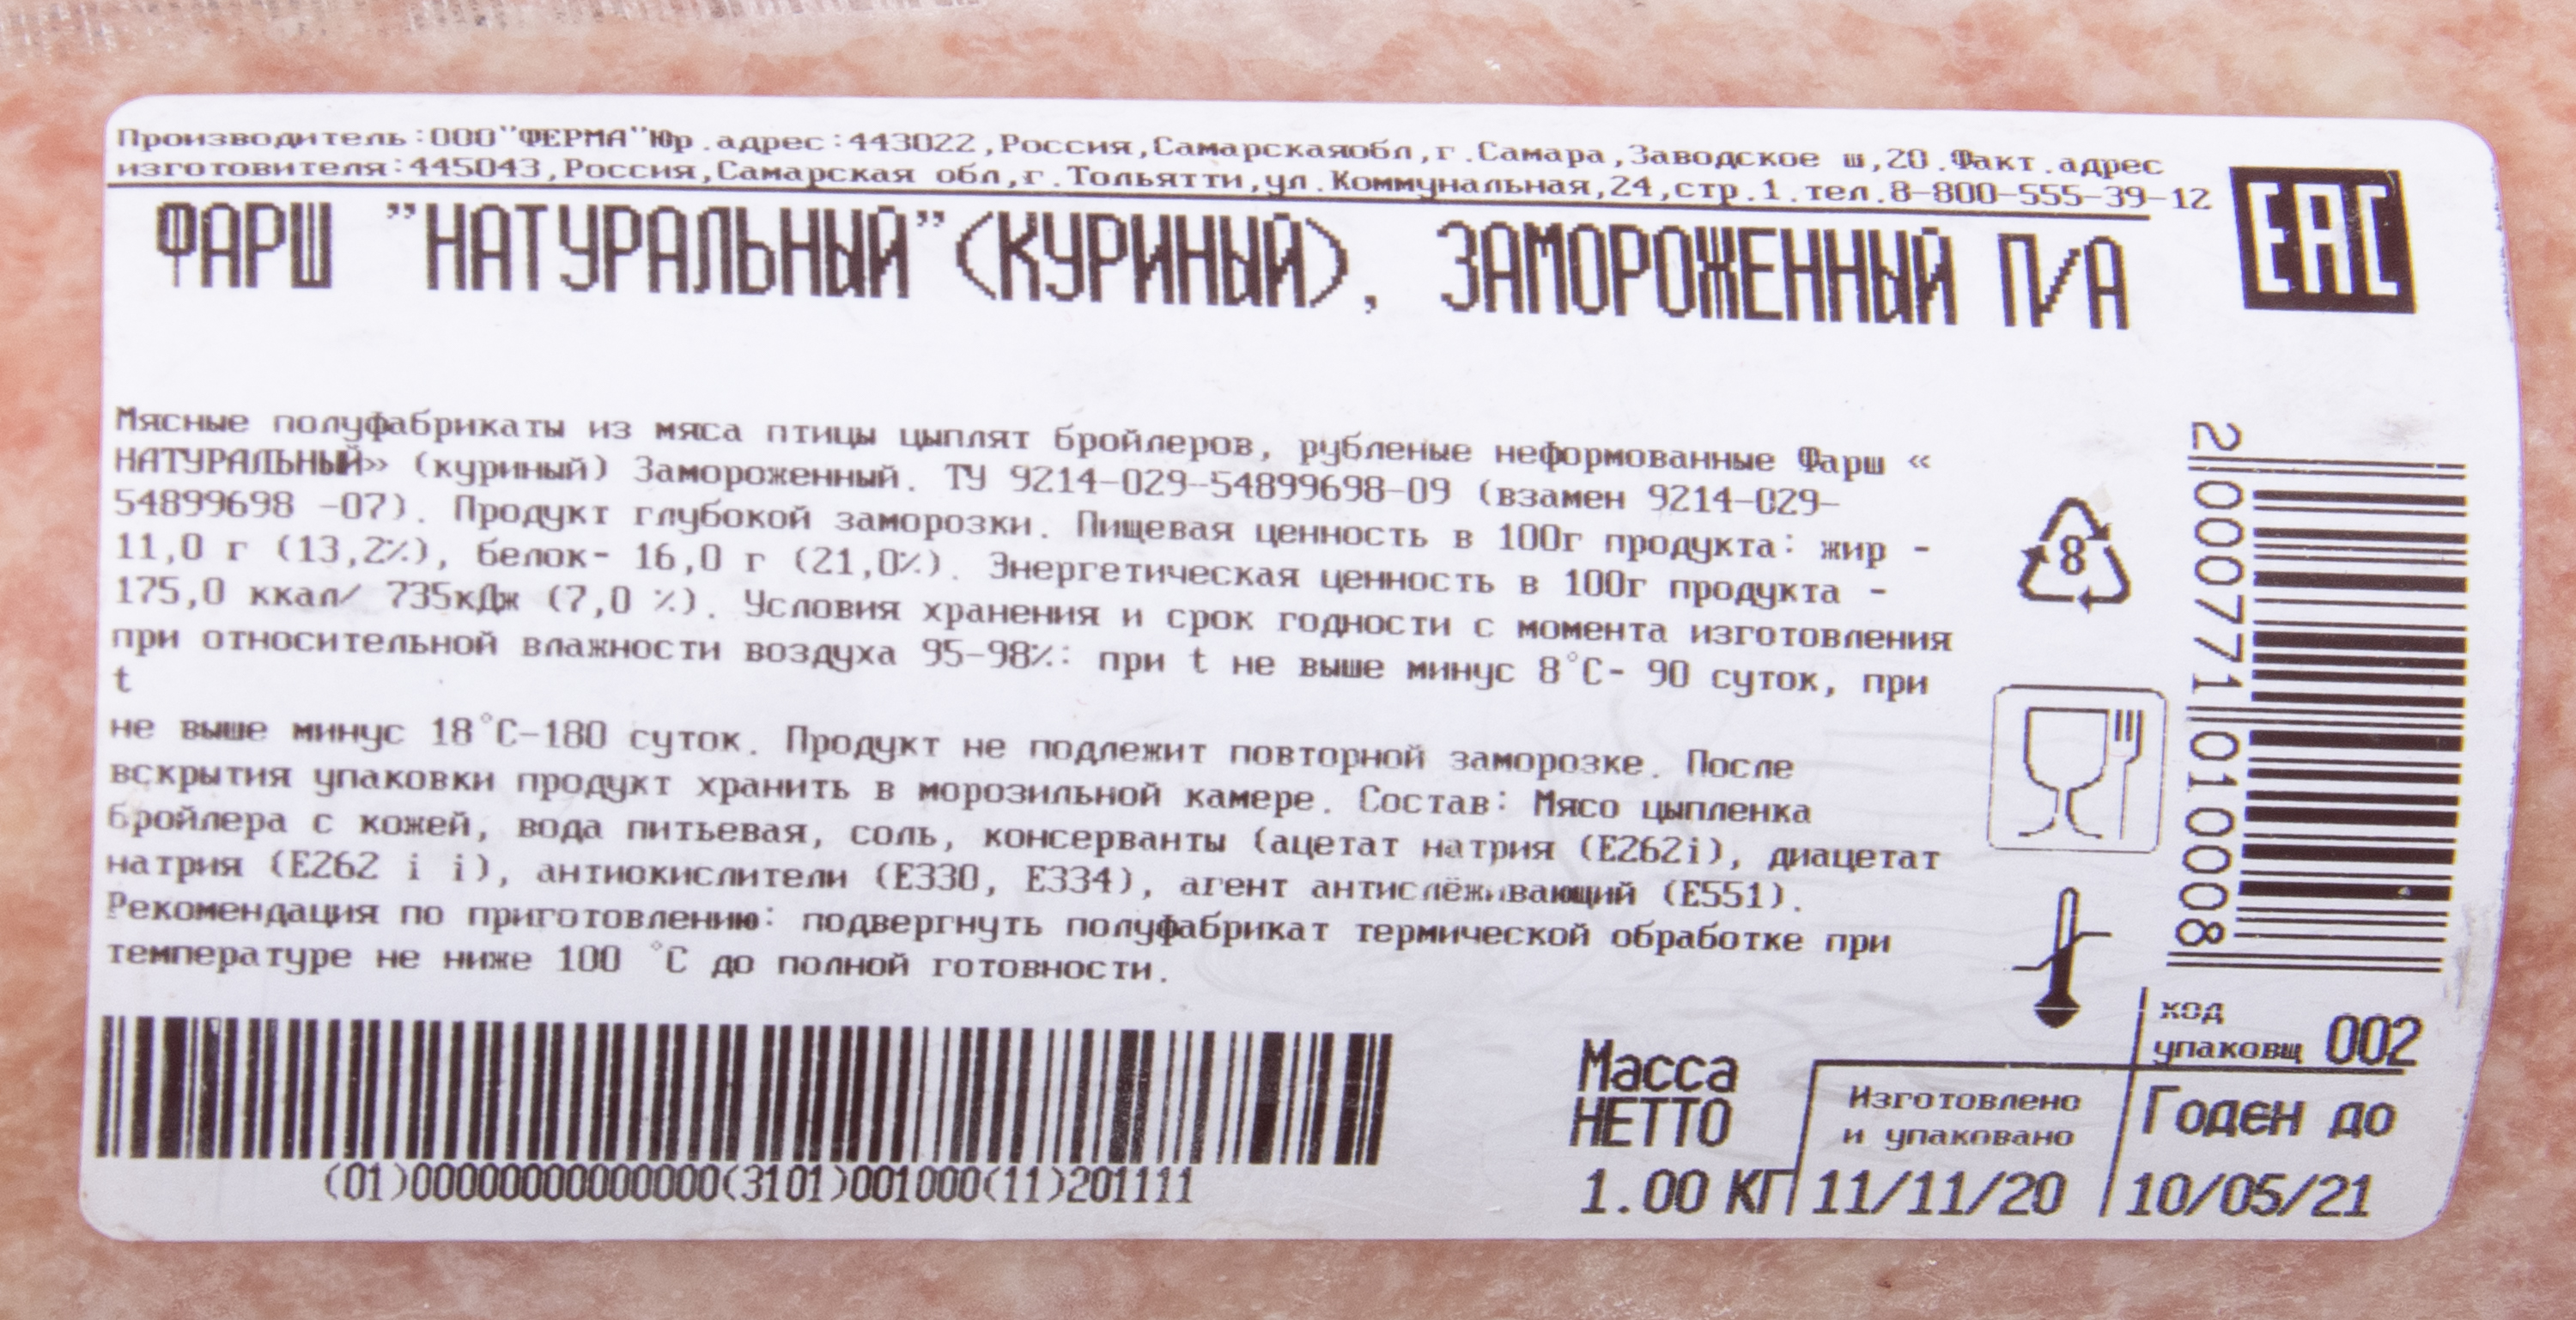 Производитель:ООО"ФЕРМА"Юр.адрес:443022,Россия,Самарскаяобл,г.Самара,Заводское ш,20.Факт.адрес
изготовителя:445043,Россия,Самарская обл,г.Тольятти,ул.Коммунальная,24,стр.1.тел.8-800-555-39-12
ФАРШ "НАТУРАЛЬНЫЙ"(КУРИНЫЙ), ЗАМОРОЖЕННЫЙ П/А
EAC
Мясные полуфабрикаты из мяса птицы цыплят бройлеров, рубленые неформованные Фарш «
НАТУРАЛЬНЫЙ» (куриный) Замороженный. ТУ 9214-029-54899698-09 (взамен 9214-029-
54899698 -07). Продукт глубокой заморозки. Пищевая ценность в 100г продукта: жир -
11,0 г (13,2%), белок- 16,0 г (21,0%). Энергетическая ценность в 100г продукта -
175,0 ккал/ 735кДж (7,0 %). Условия хранения и срок годности с момента изготовления
при относительной влажности воздуха 95-98%: при t не выше минус 8°С- 90 суток, при
t
не выше минус 18°С-180 суток. Продукт не подлежит повторной заморозке. После
вскрытия упаковки продукт хранить в морозильной камере. Состав: Мясо цыпленка
бройлера с кожей, вода питьевая, соль, консерванты (ацетат натрия (Е262i), диацетат
натрия (Е262 i i), антиокислители (Е330, Е334), агент антислёживающий (Е551).
Рекомендация по приготовлению: подвергнуть полуфабрикат термической обработке при
температуре не ниже 100 °С до полной готовности.
8
2 000771 010008
(01)00000000000000(3101)001000(11)201111
Масса
НЕТТО
1.00 КГ
Изготовлено
и упаковано
11/11/20
код
упаковщ 002
Годен до
10/05/21